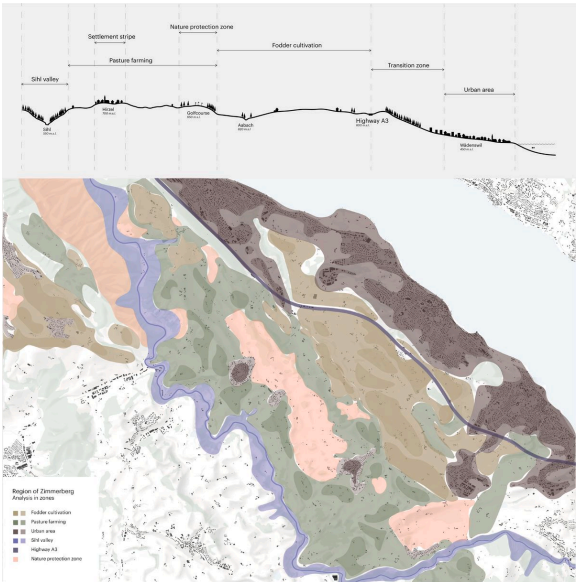 Nature protection zone
Settlement stripe
Fodder cultivation
Pasture farming
Transition zone
Sihl valley
Urban area
Hirzel
Golfcourse
Highway A3
Aabach
Sihl
Wädenswil
Region of Zimmerberg
Analysis in zones
Fodder cultivation
Pasture farming
Urban area
Sihl valley
Highway A3
Nature protection zone